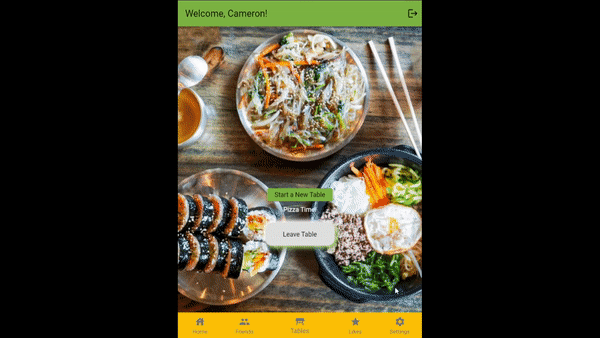 Welcome, Cameron!
Start a New Table
Pizza Time!
Leave Table
Home
Friends
Tables
Likes
Settings